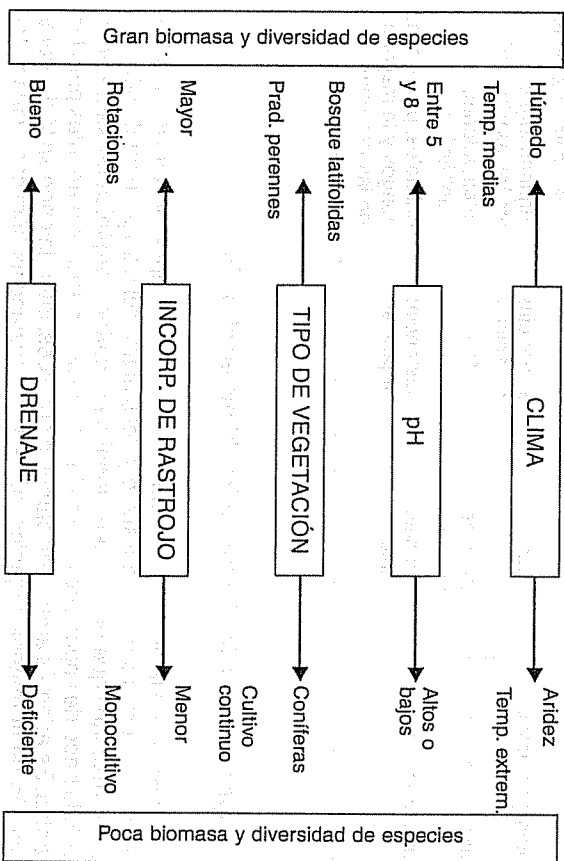 Gran biomasa y diversidad de especies
Húmedo
Temp. medias
CLIMA
Aridez
Temp. extrem.
Entre 5
y 8
pH
Altos o
bajos
Bosque latifolidas
Prad. perennes
TIPO DE VEGETACIÓN
Coníferas
Cultivo
continuo
Mayor
INCORP. DE RASTROJO
Menor
Rotaciones
Monocultivo
Bueno
DRENAJE
Deficiente
Poca biomasa y diversidad de especies